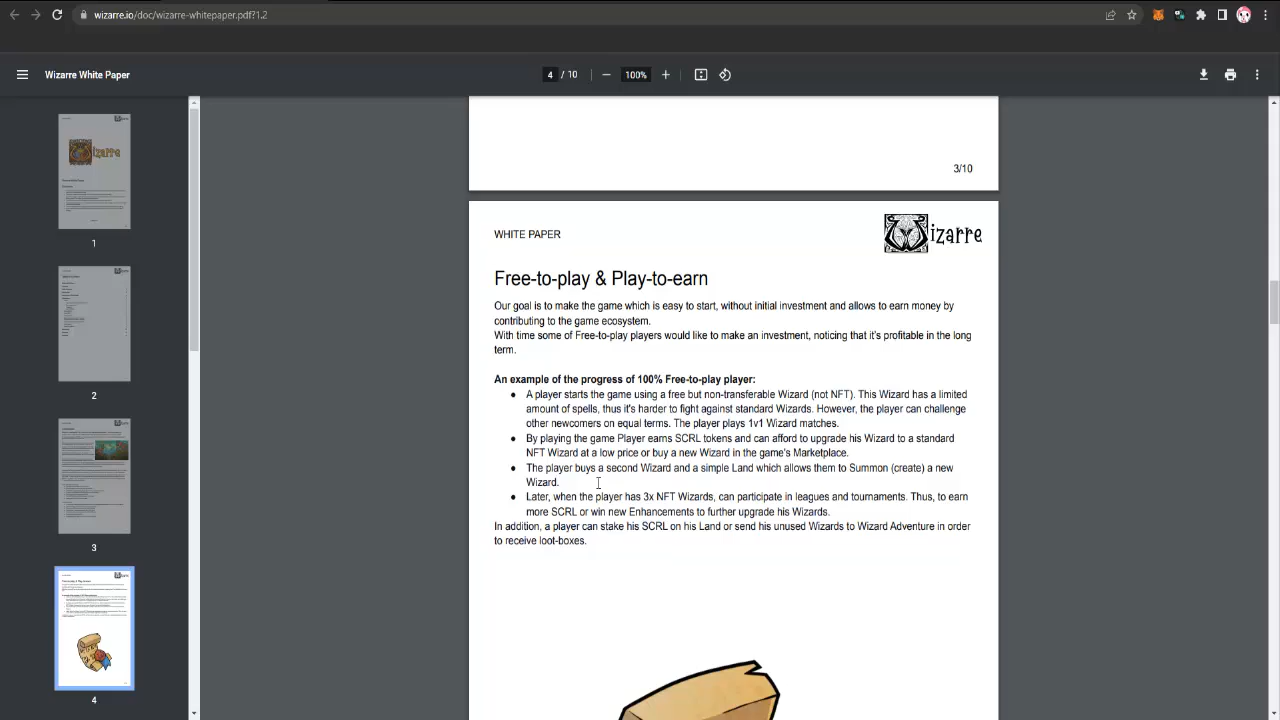 wizarre.io/doc/wizarre-whitepaper.pdf?1.2
Wizarre White Paper
4 / 10
100%
1
2
3
4
3/10
WHITE PAPER
Wizarre
Free-to-play & Play-to-earn
Our goal is to make the game which is easy to start, without initial investment and allows to earn money by
contributing to the game ecosystem.
With time some of Free-to-play players would like to make an investment, noticing that it's profitable in the long
term.
An example of the progress of 100% Free-to-play player:
● A player starts the game using a free but non-transferable Wizard (not NFT). This Wizard has a limited
amount of spells, thus it's harder to fight against standard Wizards. However, the player can challenge
other newcomers on equal terms. The player plays 1v1 Wizard matches.
● By playing the game Player earns SCRL tokens and can afford to upgrade his Wizard to a standard
NFT Wizard at a low price or buy a new Wizard in the game's Marketplace.
● The player buys a second Wizard and a simple Land which allows them to Summon (create) a new
Wizard.
● Later, when the player has 3x NFT Wizards, can participate in leagues and tournaments. Thus, to earn
more SCRL or win new Enhancements to further upgrade his Wizards.
In addition, a player can stake his SCRL on his Land or send his unused Wizards to Wizard Adventure in order
to receive loot-boxes.